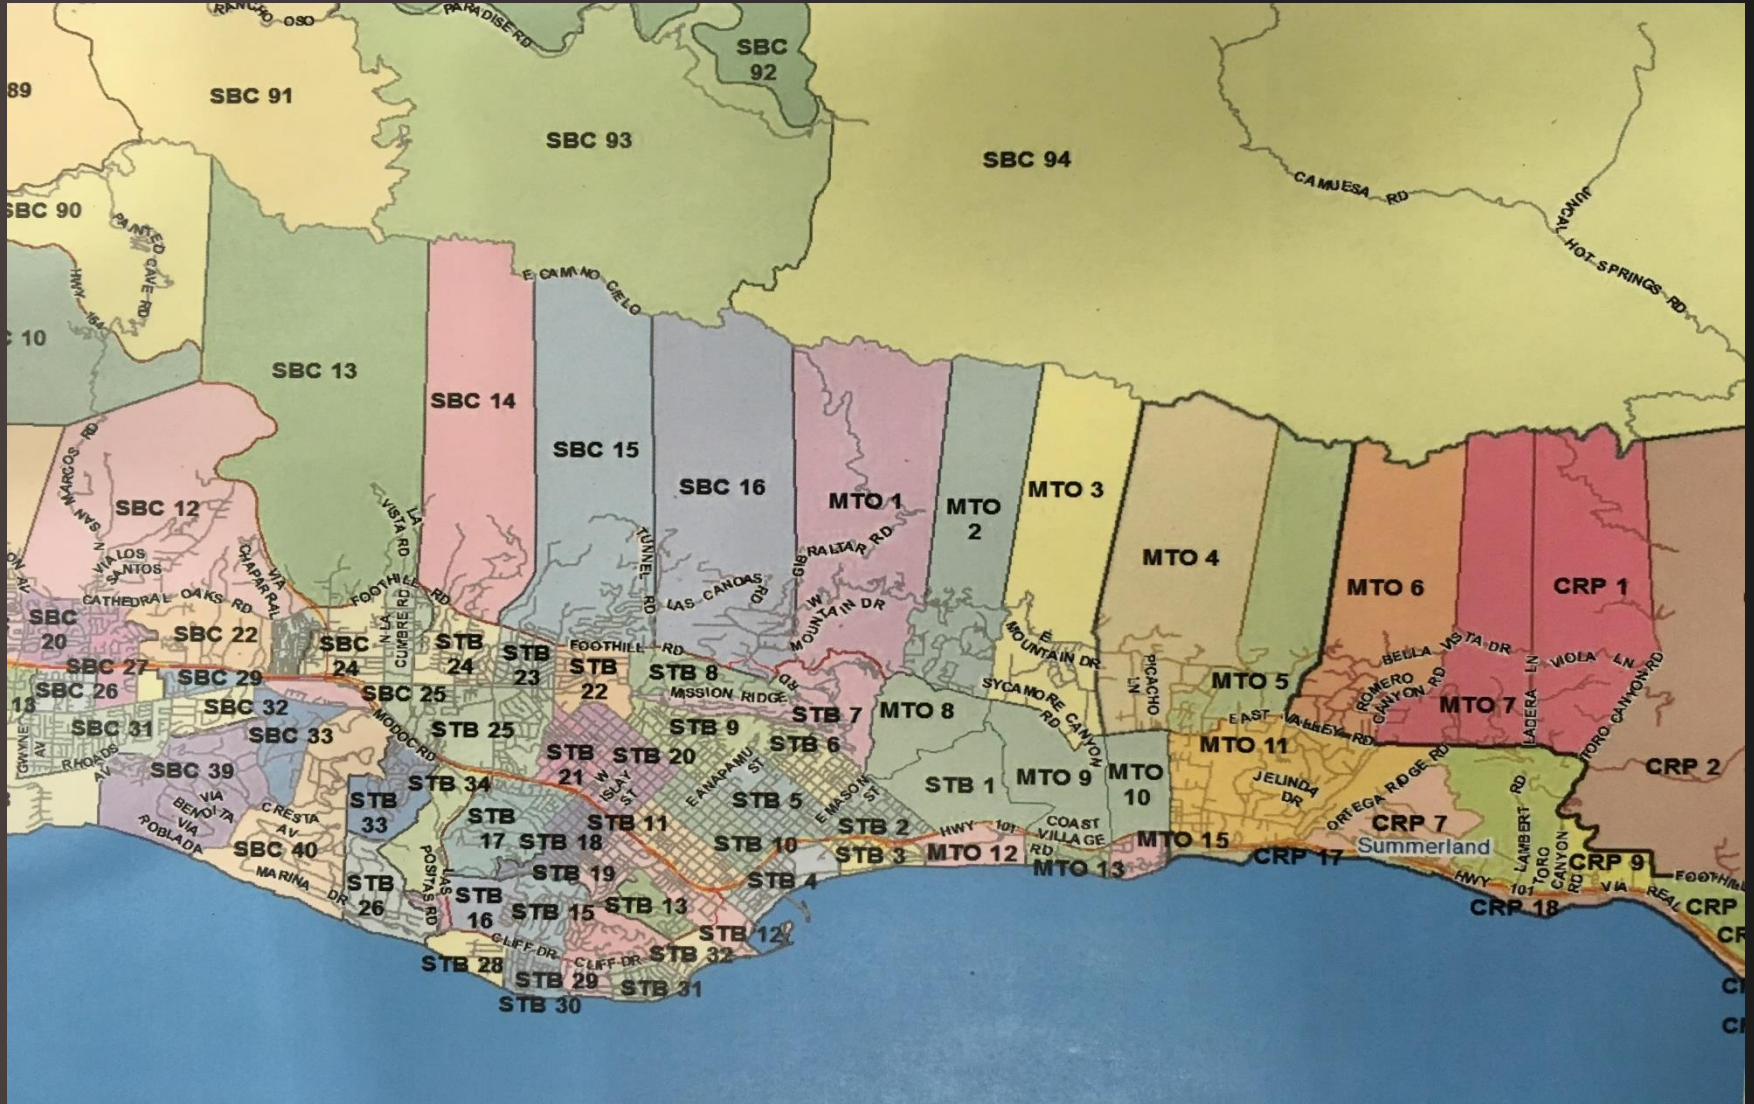 RANCHO OSO
PARADISE RD
SBC
92
89
SBC 91
SBC 93
SBC 94
CAMUESA RD
JUNCAL
HOT SPRINGS RD
SBC 90
PAINTED CAVE RD
HWY 154
E CAMINO CIELO
10
SBC 13
SBC 14
SBC 15
SBC 16
MTO 1
MTO
2
MTO 3
MTO 4
MTO 6
CRP 1
SAN MARCOS RD
SBC 12
N
VIA LOS
SANTOS
VIA
CHAPARRAL
LA
VISTA RD
TUNNEL RD
GIBRALTAR RD
LAS CANOAS
RD
W
MOUNTAIN DR
E
MOUNTAIN DR
CATHEDRAL OAKS RD
FOOTHILL RD
N LA
CUMBRE RD
SBC
20
SBC 22
SBC
24
STB
24
STB
23
FOOTHILL RD
STB
22
STB 8
MISSION RIDGE
RD
SBC 27
SBC 26
SBC 29
SBC 25
SBC 32
SBC 31
SBC 33
13
GWYNE
AV
RHOADS
AV
MODOC RD
STB 25
STB 9
STB 7
STB 6
MTO 8
SYCAMORE CANYON
RD
PICACHO
LN
MTO 5
EAST VALLEY RD
BELLA VISTA DR
ROMERO
CANYON RD
MTO 7
LADERA LN
VIOLA LN
TORO CANYON RD
CRP 2
MTO 11
JELINDA
DR
ORTEGA RIDGE RD
SBC 39
VIA
BENDITA
VIA
ROBLADA
CRESTA
AV
SBC 40
MARINA DR
STB
33
STB 34
STB
21
STB 20
W
ISLAY
ST
E ANAPAMU
ST
STB 5
E MASON
ST
STB 1
MTO 9
MTO
10
STB
17
STB 18
STB 11
STB 10
STB 2
STB 3
HWY 101
COAST
VILLAGE
RD
MTO 12
MTO 13
MTO 15
CRP 17
CRP 7
Summerland
LAMBERT RD
TORO
CANYON
RD
CRP 9
FOOTHILL
HWY 101
VIA REAL
CRP 18
CRP
STB
26
LAS
POSITAS RD
STB 19
STB
16
STB 15
STB 13
STB 4
STB 12
STB 32
CLIFF DR
CLIFF DR
STB 28
STB 29
STB 31
STB 30